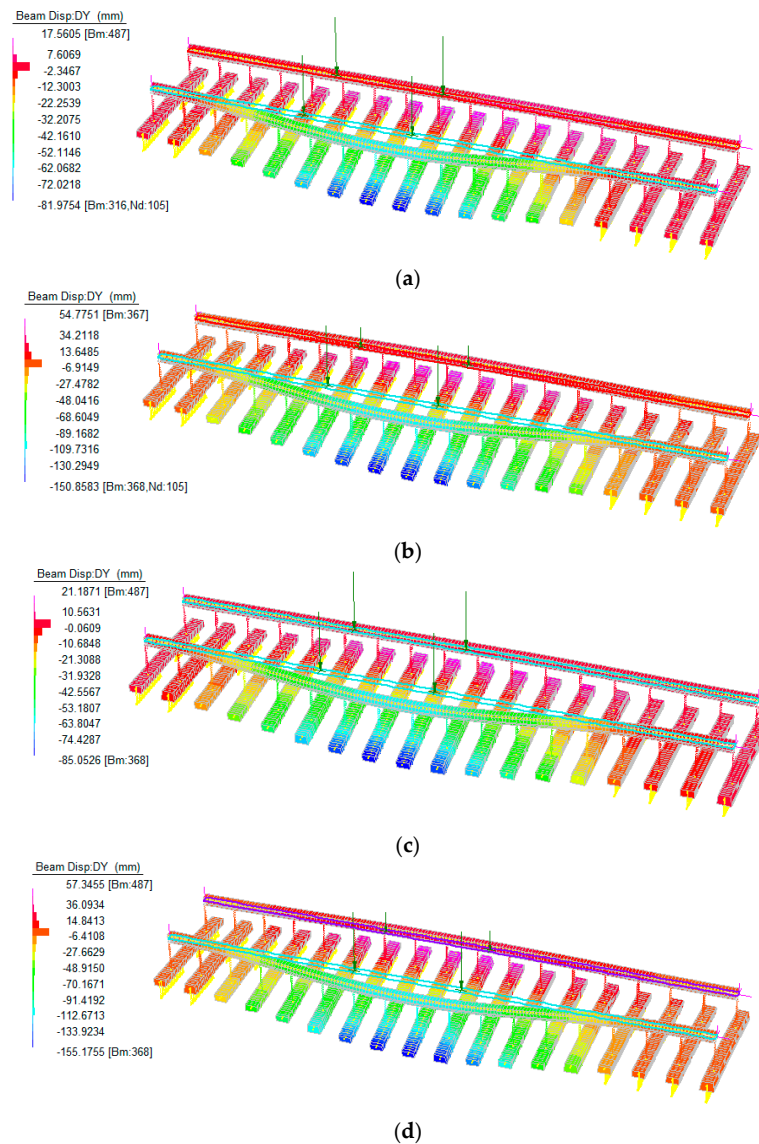 Beam Disp:DY (mm)
17.5605 [Bm:487]
7.6069
-2.3467
-12.3003
-22.2539
-32.2075
-42.1610
-52.1146
-62.0682
-72.0218
-81.9754 [Bm:316,Nd:105]
(a)
Beam Disp:DY (mm)
54.7751 [Bm:367]
34.2118
13.6485
-6.9149
-27.4782
-48.0416
-68.6049
-89.1682
-109.7316
-130.2949
-150.8583 [Bm:368,Nd:105]
(b)
Beam Disp:DY (mm)
21.1871 [Bm:487]
10.5631
-0.0609
-10.6848
-21.3088
-31.9328
-42.5567
-53.1807
-63.8047
-74.4287
-85.0526 [Bm:368]
(c)
Beam Disp:DY (mm)
57.3455 [Bm:487]
36.0934
14.8413
-6.4108
-27.6629
-48.9150
-70.1671
-91.4192
-112.6713
-133.9234
-155.1755 [Bm:368]
(d)